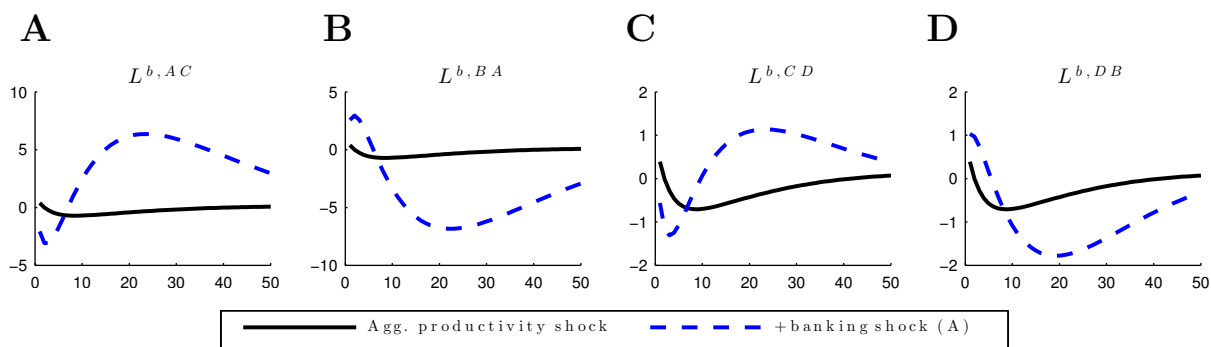 A B C D
L^{b,AC} L^{b,BA} L^{b,CD} L^{b,DB}
10 5 2 2
5 0 1 1
0 −5 0 0
−5 −10 −1 −1
−2 −2
0 10 20 30 40 50 0 10 20 30 40 50 0 10 20 30 40 50 0 10 20 30 40 50
Agg. productivity shock +banking shock (A)